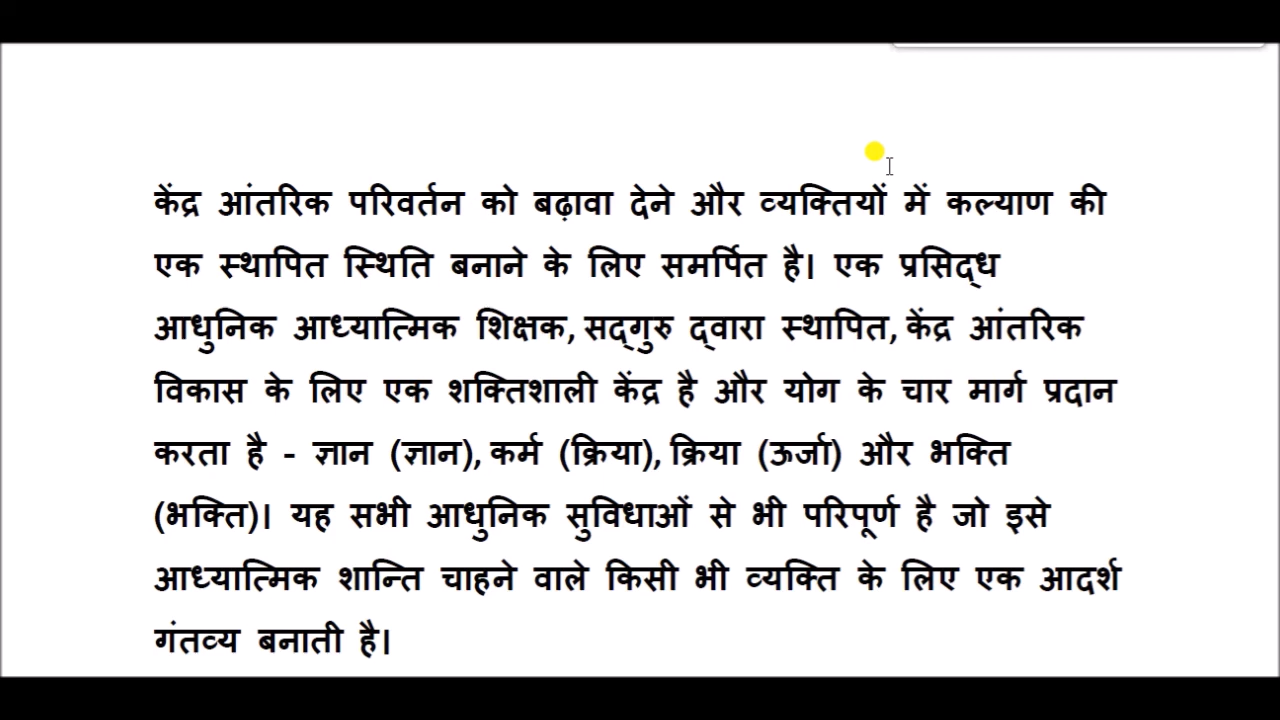 केंद्र आंतरिक परिवर्तन को बढ़ावा देने और व्यक्तियों में कल्याण की
एक स्थापित स्थिति बनाने के लिए समर्पित है। एक प्रसिद्ध
आधुनिक आध्यात्मिक शिक्षक, सद्गुरु द्वारा स्थापित, केंद्र आंतरिक
विकास के लिए एक शक्तिशाली केंद्र है और योग के चार मार्ग प्रदान
करता है - ज्ञान (ज्ञान), कर्म (क्रिया), क्रिया (ऊर्जा) और भक्ति
(भक्ति)। यह सभी आधुनिक सुविधाओं से भी परिपूर्ण है जो इसे
आध्यात्मिक शान्ति चाहने वाले किसी भी व्यक्ति के लिए एक आदर्श
गंतव्य बनाती है।